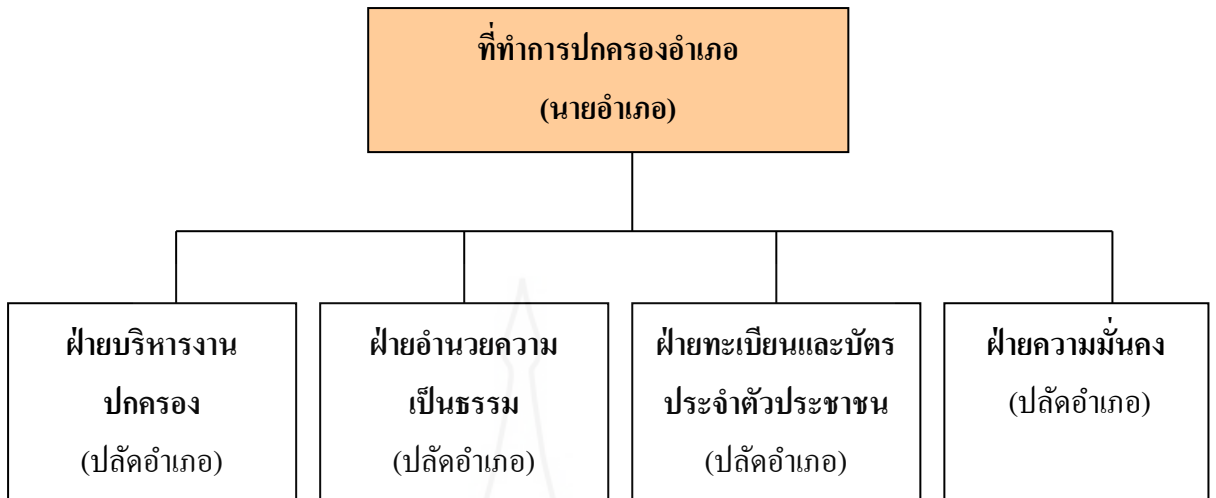 ที่ทำการปกครองอำเภอ
(นายอำเภอ)
ฝ่ายบริหารงาน
ปกครอง
(ปลัดอำเภอ)
ฝ่ายอำนวยความ
เป็นธรรม
(ปลัดอำเภอ)
ฝ่ายทะเบียนและบัตร
ประจำตัวประชาชน
(ปลัดอำเภอ)
ฝ่ายความมั่นคง
(ปลัดอำเภอ)